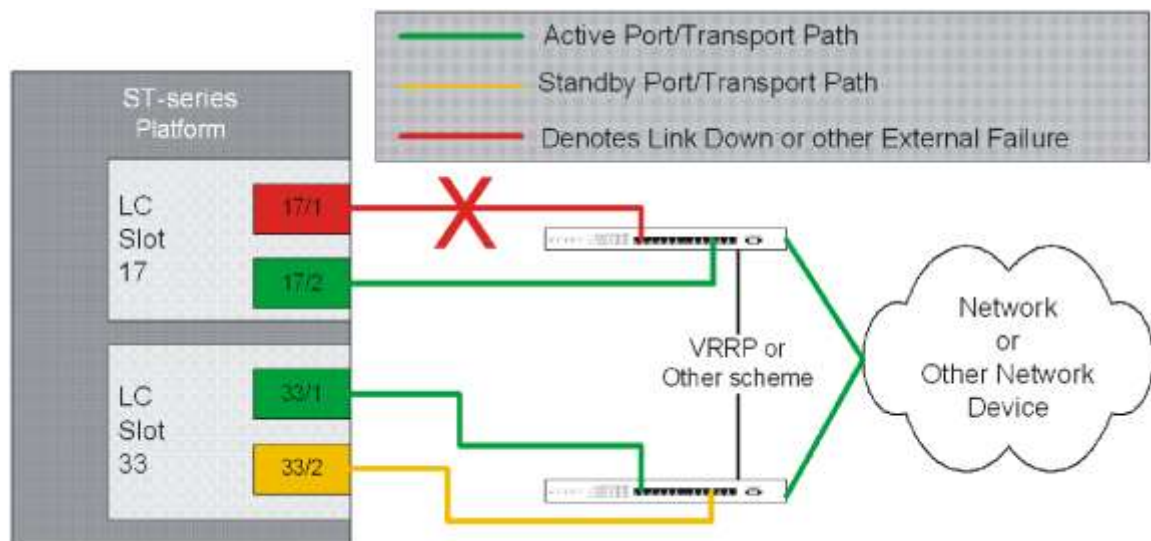 Active Port/Transport Path
Standby Port/Transport Path
Denotes Link Down or other External Failure
ST-series
Platform
LC
Slot
17
17/1
17/2
LC
Slot
33
33/1
33/2
VRRP or
Other scheme
Network
or
Other Network
Device